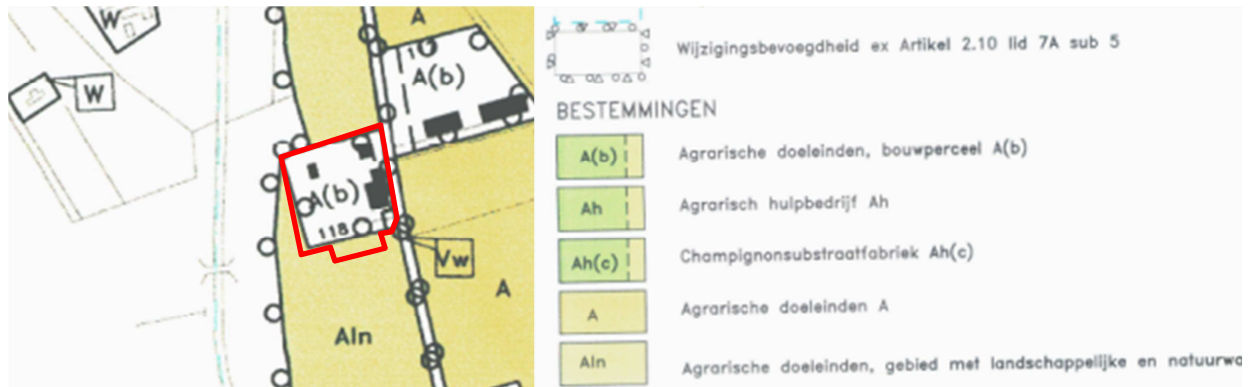 W
W
A
A(b)
A(b)
118
Vw
A
Aln
Wijzigingsbevoegdheid ex Artikel 2.10 lid 7A sub 5
BESTEMMINGEN
A(b) Agrarische doeleinden, bouwperceel A(b)
Ah Agrarisch hulpbedrijf Ah
Ah(c) Champignonsubstraatfabriek Ah(c)
A Agrarische doeleinden A
Aln Agrarische doeleinden, gebied met landschappelijke en natuurwa